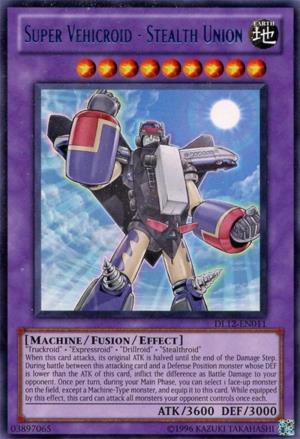 SUPER VEHICROID - STEALTH UNION
EARTH
地
DL12-EN011
[MACHINE / FUSION / EFFECT]
"Truckroid" + "Expressroid" + "Drillroid" + "Stealthroid"
When this card attacks, its original ATK is halved until the end of the Damage Step.
During battle between this attacking card and a Defense Position monster whose DEF
is lower than the ATK of this card, inflict the difference as Battle Damage to your
opponent. Once per turn, during your Main Phase, you can select 1 face-up monster on
the field, except a Machine-Type monster, and equip it to this card. While equipped
by this effect, this card can attack all monsters your opponent controls once each.
ATK/3600 DEF/3000
03897065
©1996 KAZUKI TAKAHASHI